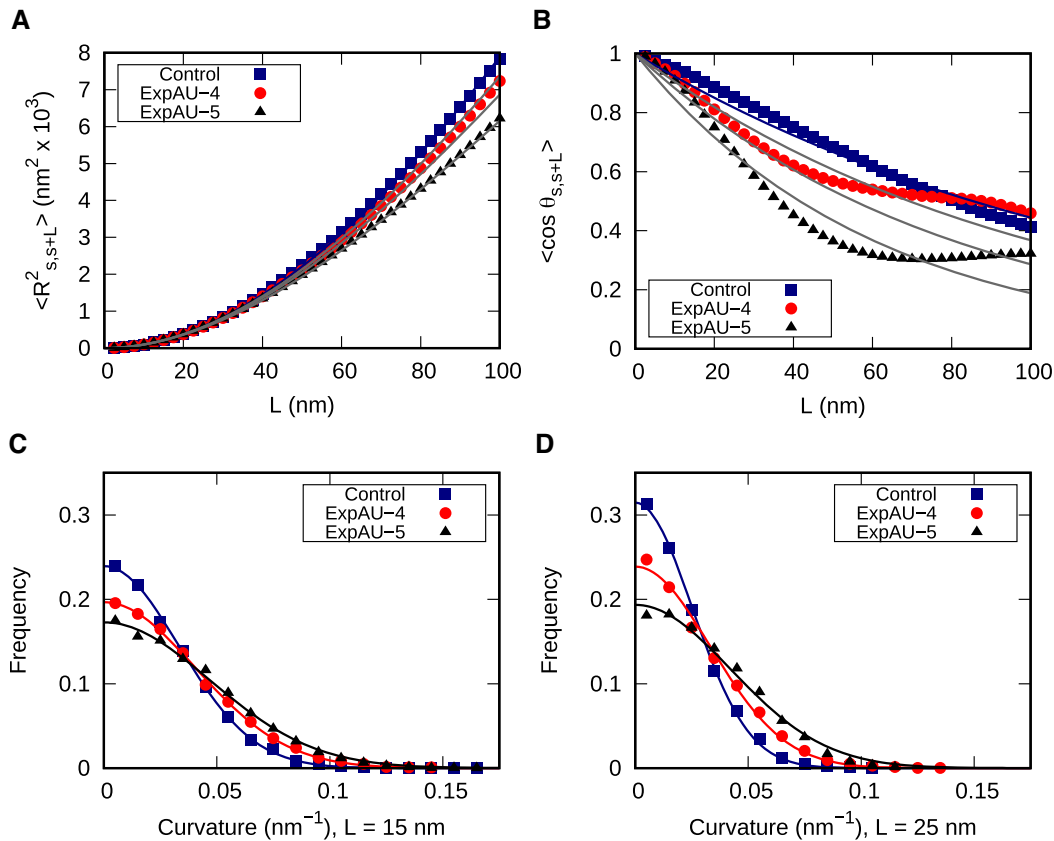 A
<R²s,s+L> (nm² x 10³)
8
7
6
5
4
3
2
1
0
0 20 40 60 80 100
L (nm)
Control
ExpAU−4
ExpAU−5
B
<cos θs,s+L>
1
0.8
0.6
0.4
0.2
0
0 20 40 60 80 100
L (nm)
Control
ExpAU−4
ExpAU−5
C
Frequency
0.3
0.2
0.1
0
0 0.05 0.1 0.15
Curvature (nm⁻¹), L = 15 nm
Control
ExpAU−4
ExpAU−5
D
Frequency
0.3
0.2
0.1
0
0 0.05 0.1 0.15
Curvature (nm⁻¹), L = 25 nm
Control
ExpAU−4
ExpAU−5